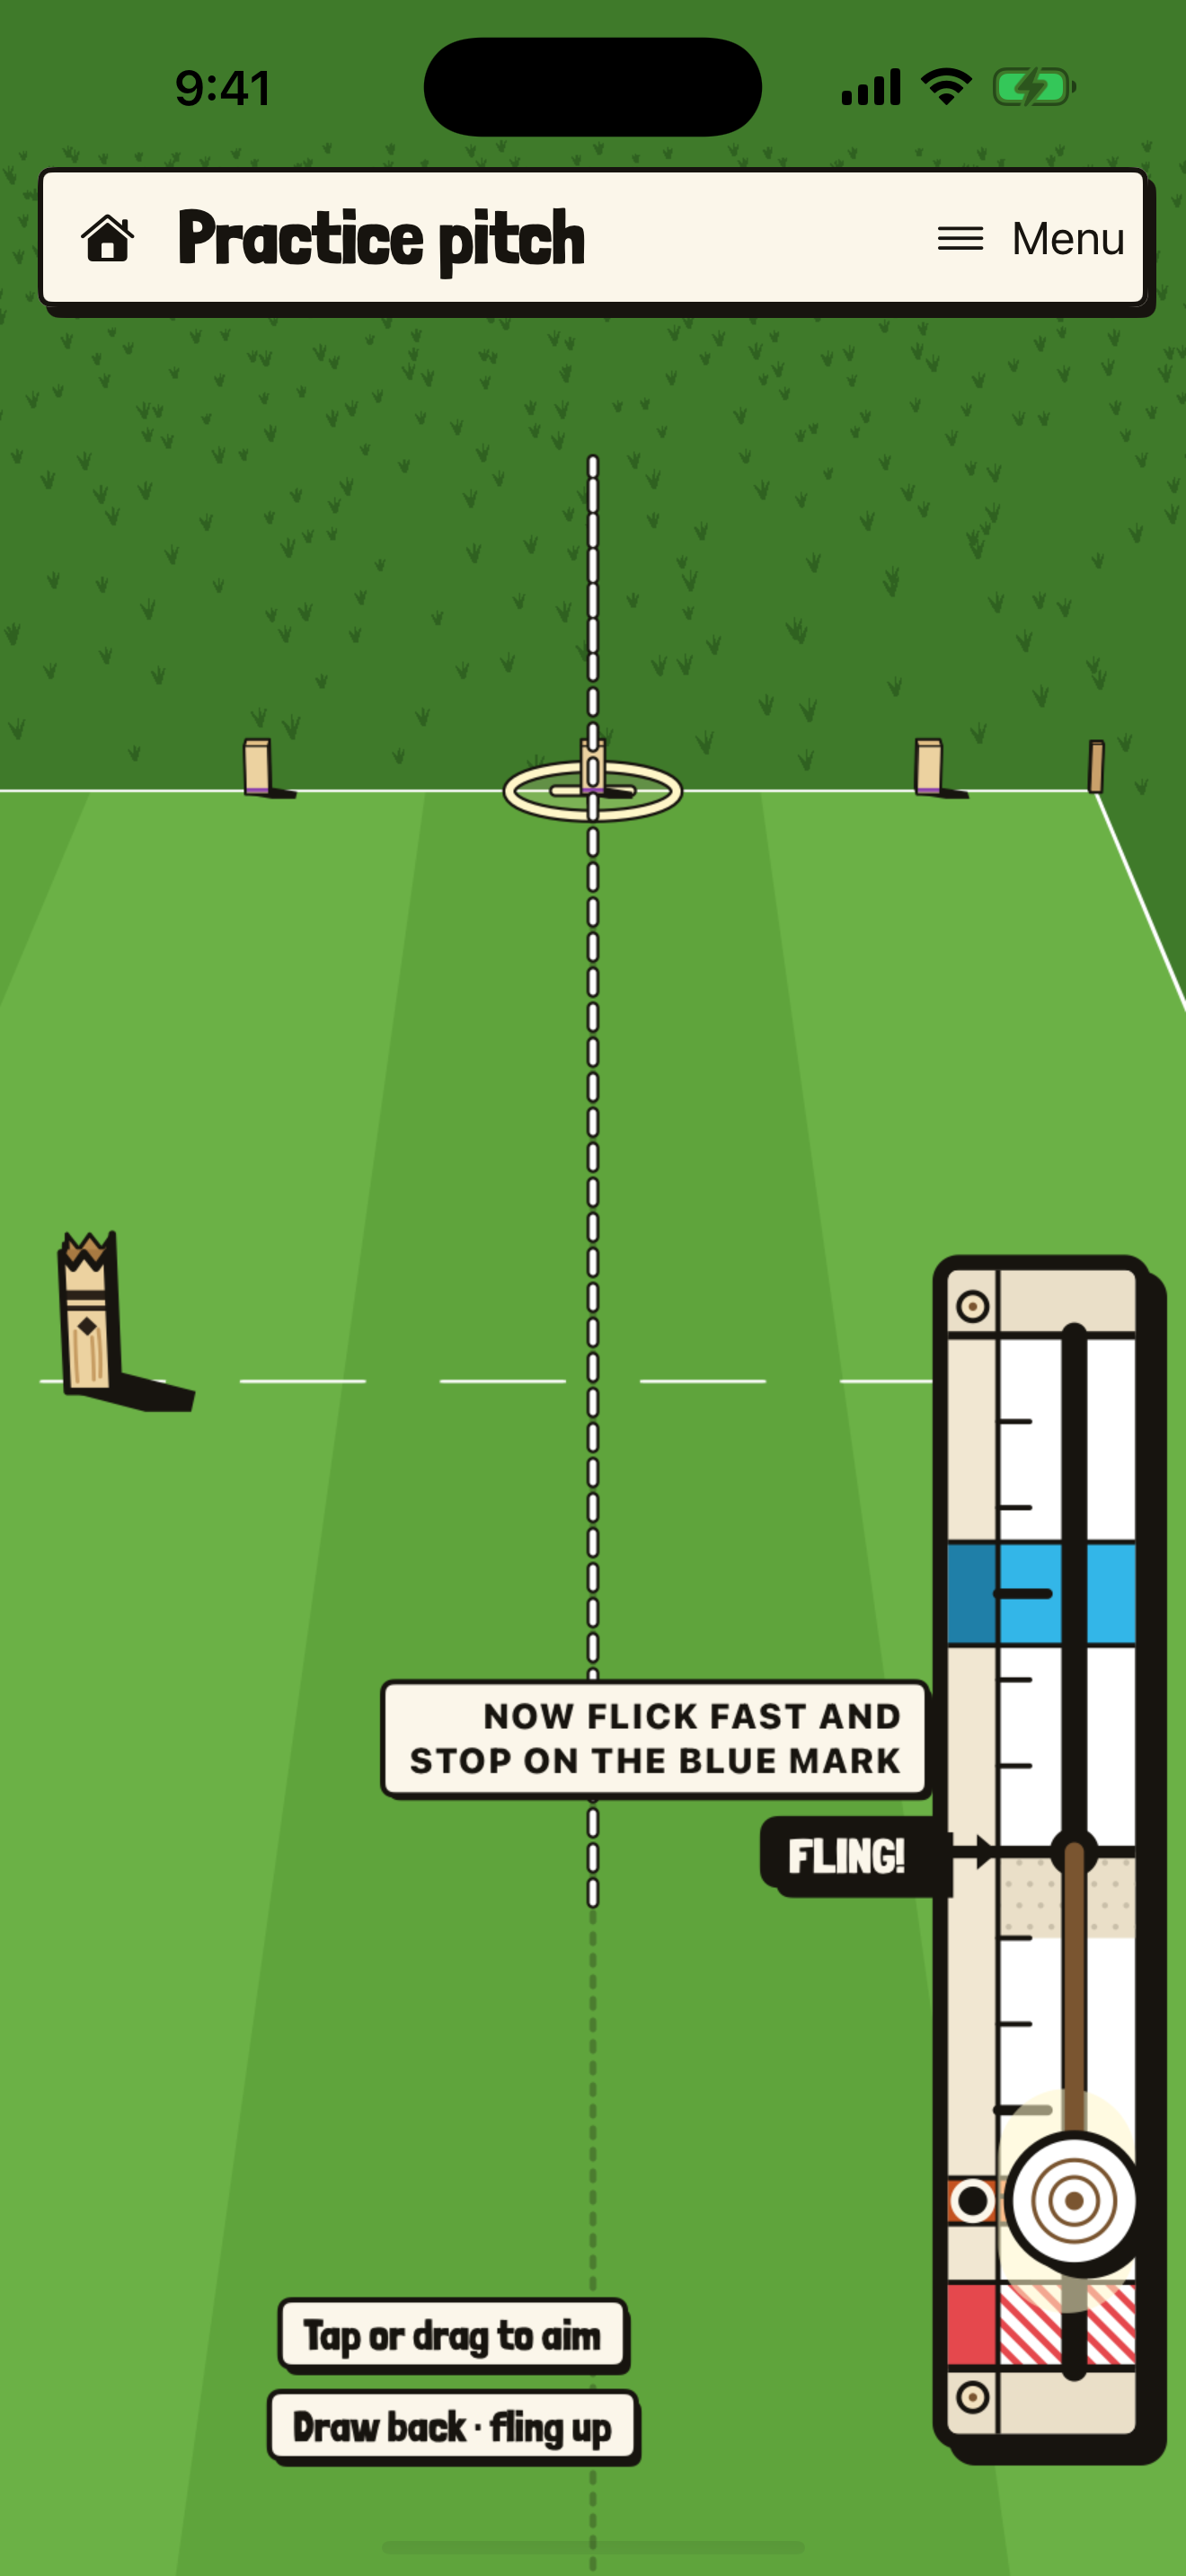 9:41
Practice pitch
Menu
NOW FLICK FAST AND
STOP ON THE BLUE MARK
FLING!
Tap or drag to aim
Draw back · fling up